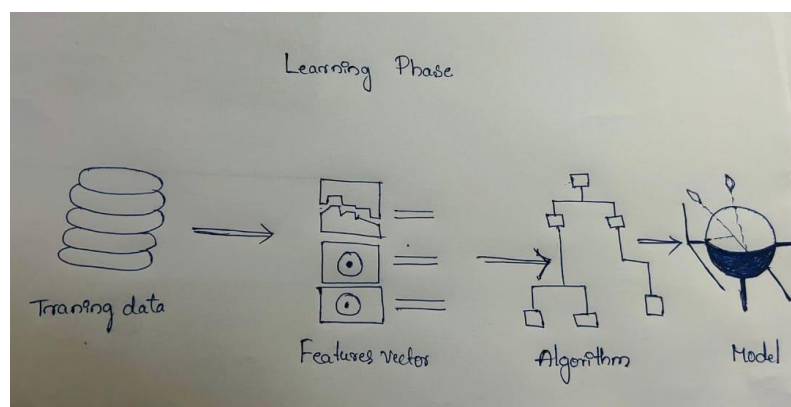 Learning Phase
Traning data
Features vector
Algorithm
Model